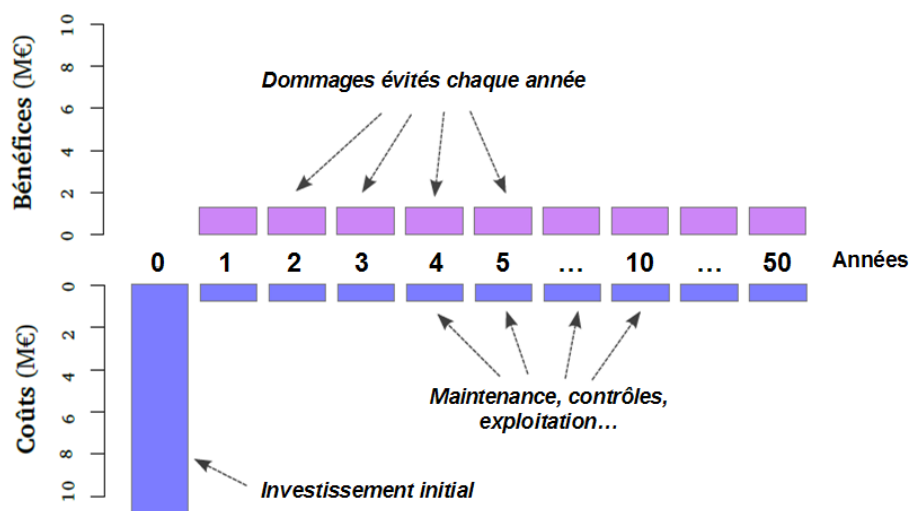 10
8
6
4
2
0
Bénéfices (M€)
Dommages évités chaque année
0 1 2 3 4 5 ... 10 ... 50 Années
0
2
4
6
8
10
Coûts (M€)
Maintenance, contrôles,
exploitation...
Investissement initial